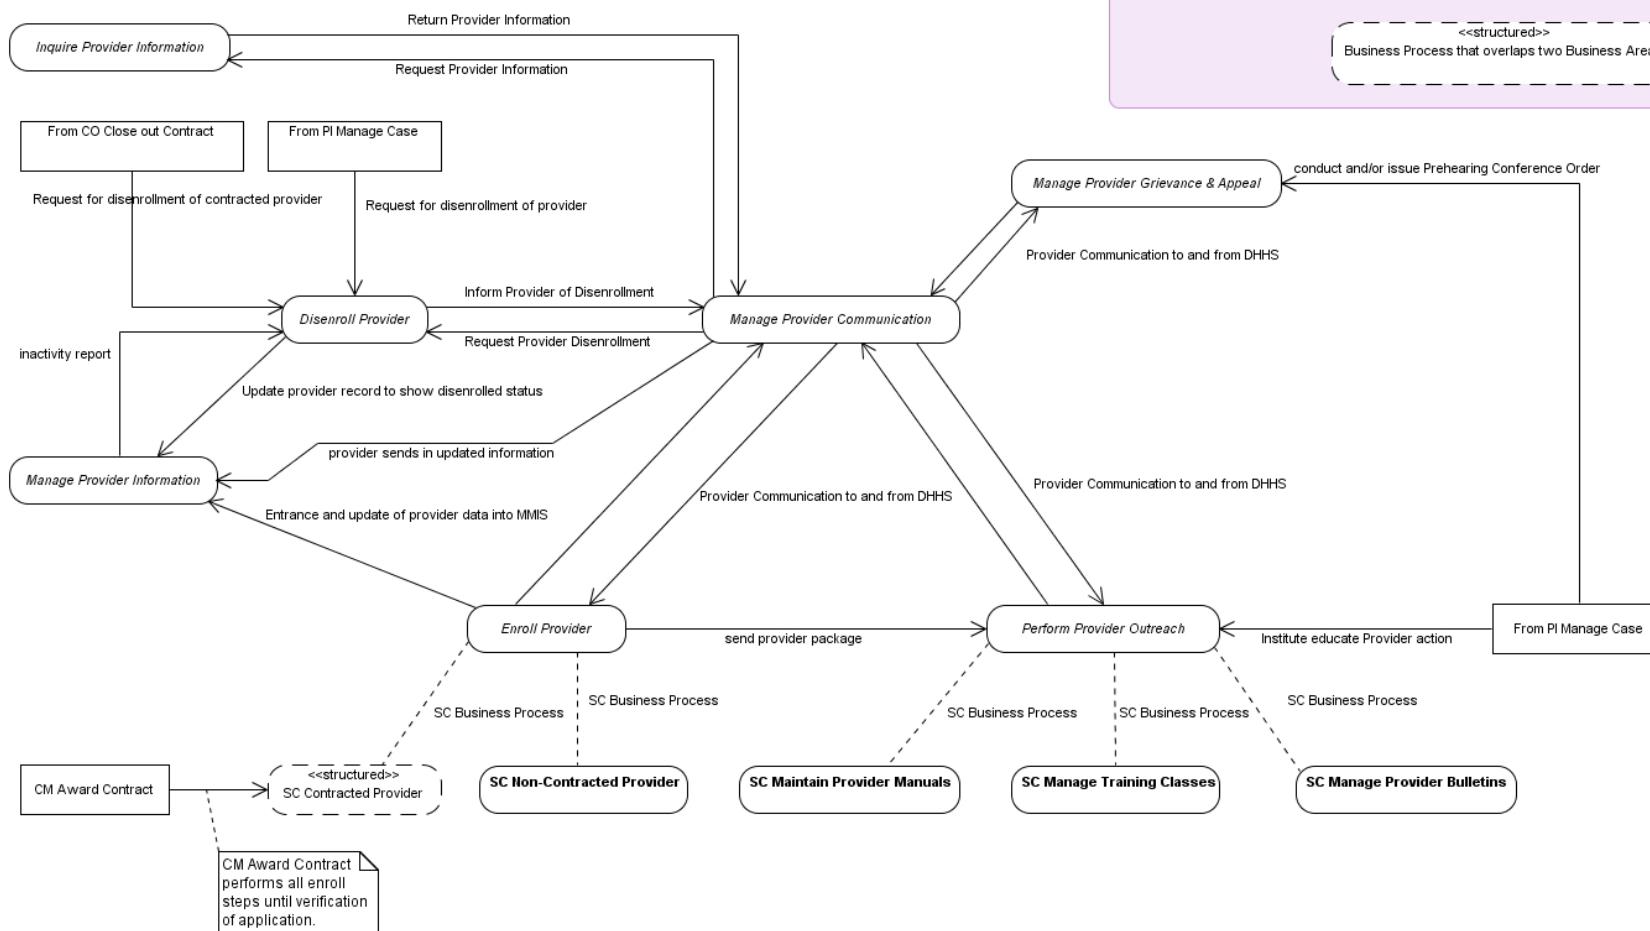 Return Provider Information
<<structured>>
Inquire Provider Information
Business Process that overlaps two Business Area
Request Provider Information
From CO Close out Contract
From PI Manage Case
conduct and/or issue Prehearing Conference Order
Manage Provider Grievance & Appeal
Request for disenrollment of contracted provider
Request for disenrollment of provider
Provider Communication to and from DHHS
Inform Provider of Disenrollment
Disenroll Provider
Manage Provider Communication
Request Provider Disenrollment
inactivity report
Update provider record to show disenrolled status
provider sends in updated information
Manage Provider Information
Provider Communication to and from DHHS
Provider Communication to and from DHHS
Entrance and update of provider data into MMIS
Enroll Provider
send provider package
Perform Provider Outreach
Institute educate Provider action
From PI Manage Case
SC Business Process
SC Business Process
SC Business Process
SC Business Process
SC Business Process
CM Award Contract
<<structured>>
SC Contracted Provider
SC Non-Contracted Provider
SC Maintain Provider Manuals
SC Manage Training Classes
SC Manage Provider Bulletins
CM Award Contract
performs all enroll
steps until verification
of application.